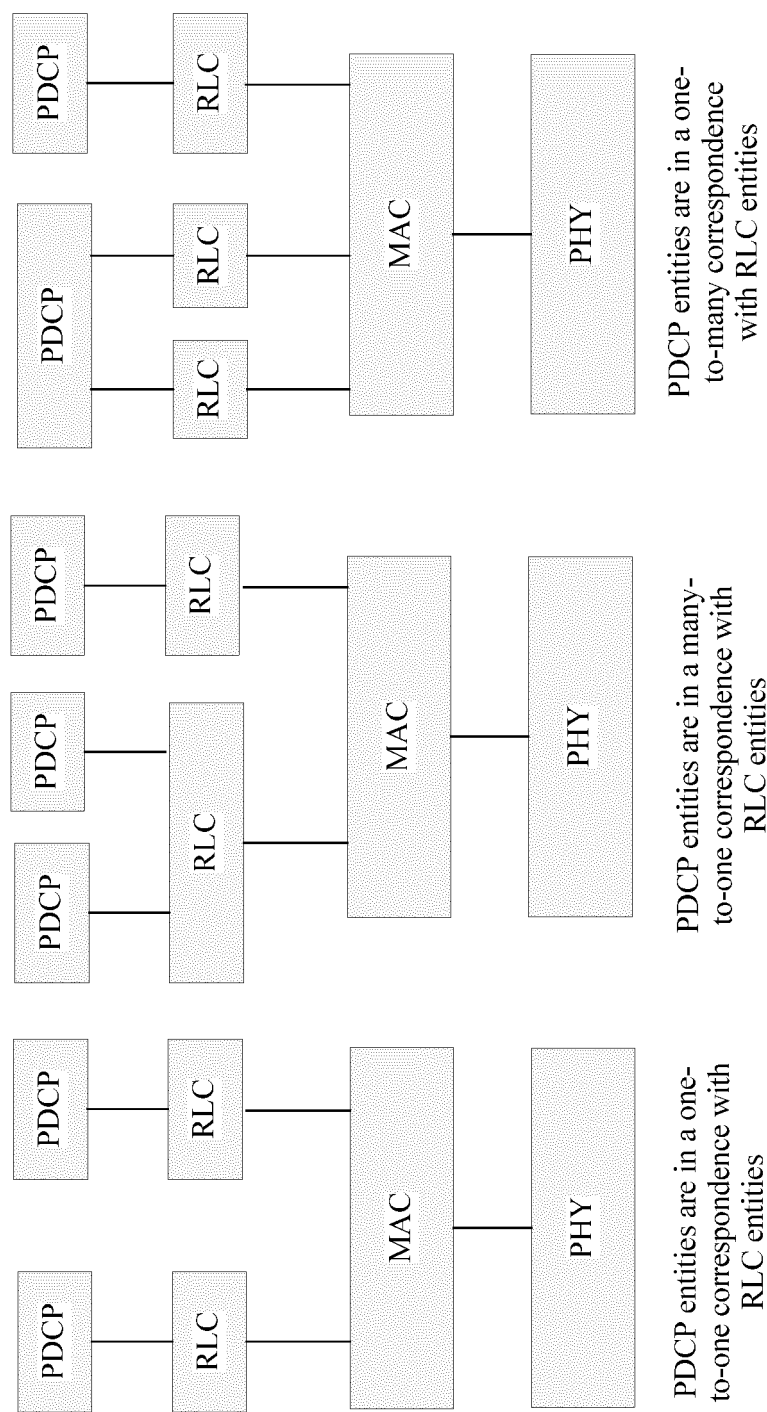 PDCP
PDCP
RLC
RLC
MAC
PHY
PDCP entities are in a one-
to-one correspondence with
RLC entities
PDCP
PDCP
PDCP
RLC
RLC
MAC
PHY
PDCP entities are in a many-
to-one correspondence with
RLC entities
PDCP
PDCP
RLC
RLC
RLC
MAC
PHY
PDCP entities are in a one-
to-many correspondence
with RLC entities